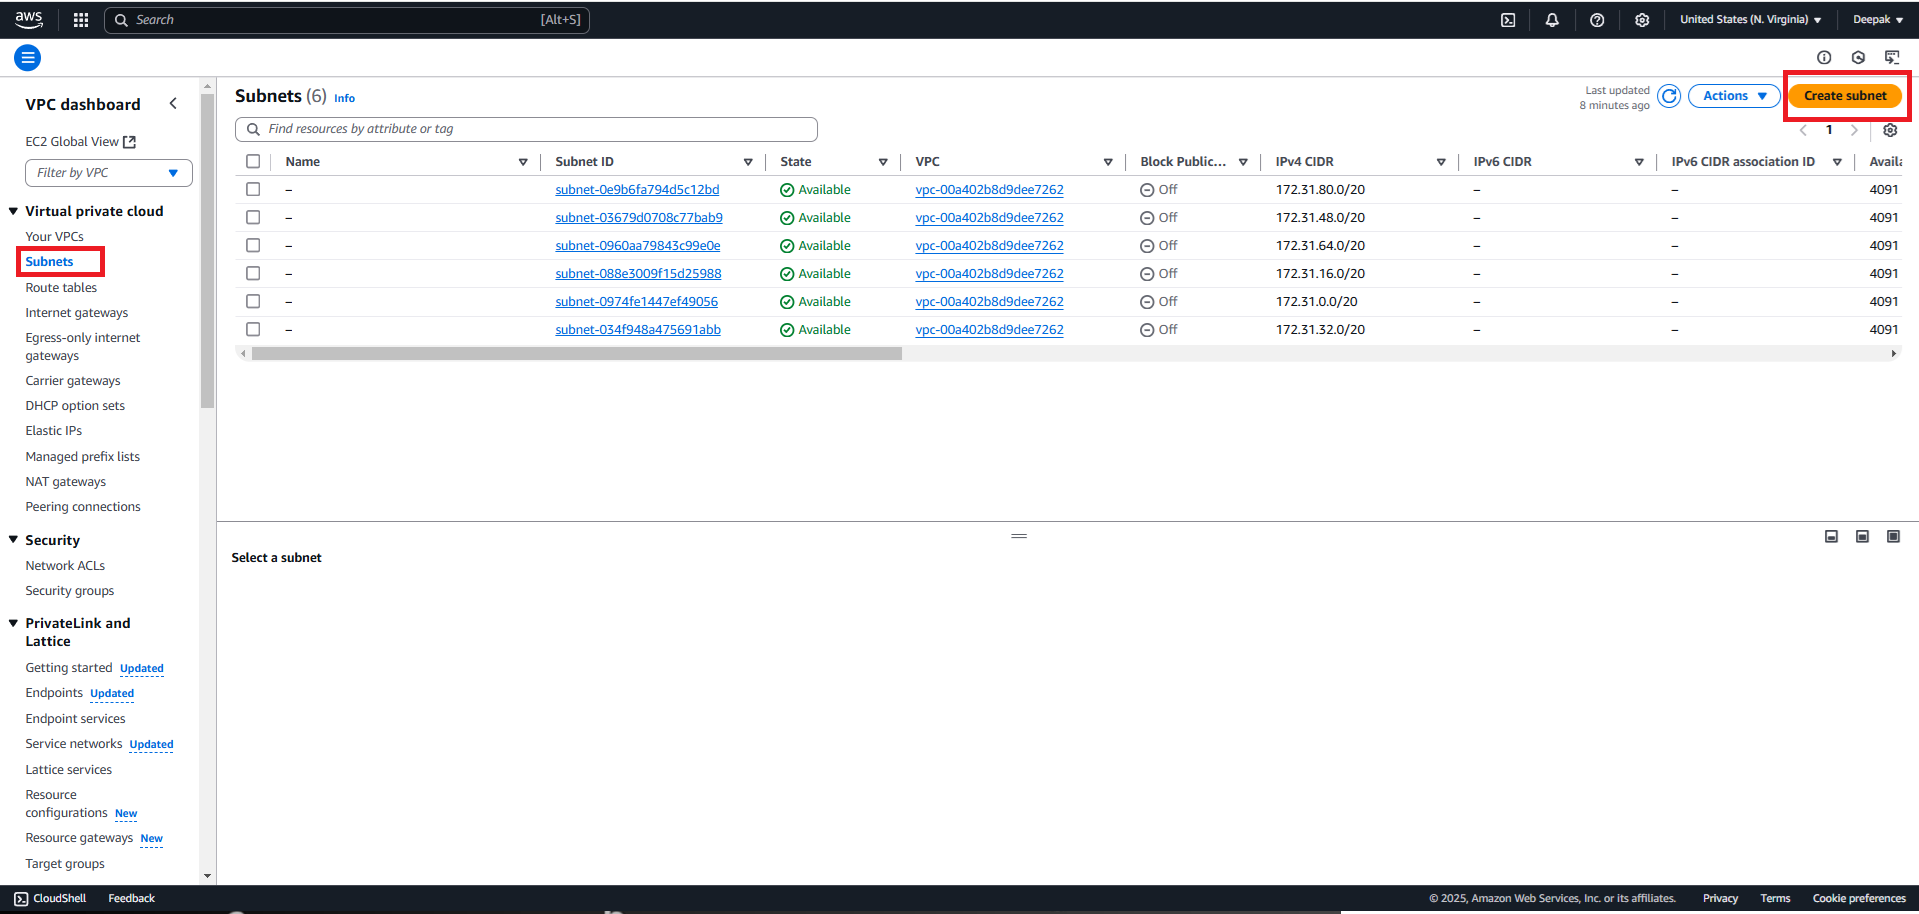 aws
Search [Alt+S]
United States (N. Virginia)
Deepak
VPC dashboard
EC2 Global View
Filter by VPC
Virtual private cloud
Your VPCs
Subnets
Route tables
Internet gateways
Egress-only internet
gateways
Carrier gateways
DHCP option sets
Elastic IPs
Managed prefix lists
NAT gateways
Peering connections
Security
Network ACLs
Security groups
PrivateLink and
Lattice
Getting started Updated
Endpoints Updated
Endpoint services
Service networks Updated
Lattice services
Resource
configurations New
Resource gateways New
Target groups
Subnets (6) Info
Last updated
8 minutes ago
Actions
Create subnet
Find resources by attribute or tag
1
Name Subnet ID State VPC Block Public... IPv4 CIDR IPv6 CIDR IPv6 CIDR association ID Availa
– subnet-0e9b6fa794d5c12bd Available vpc-00a402b8d9dee7262 Off 172.31.80.0/20 – – 4091
– subnet-03679d0708c77bab9 Available vpc-00a402b8d9dee7262 Off 172.31.48.0/20 – – 4091
– subnet-0960aa79843c99e0e Available vpc-00a402b8d9dee7262 Off 172.31.64.0/20 – – 4091
– subnet-088e3009f15d25988 Available vpc-00a402b8d9dee7262 Off 172.31.16.0/20 – – 4091
– subnet-0974fe1447ef49056 Available vpc-00a402b8d9dee7262 Off 172.31.0.0/20 – – 4091
– subnet-034f948a475691abb Available vpc-00a402b8d9dee7262 Off 172.31.32.0/20 – – 4091
Select a subnet
CloudShell Feedback © 2025, Amazon Web Services, Inc. or its affiliates. Privacy Terms Cookie preferences